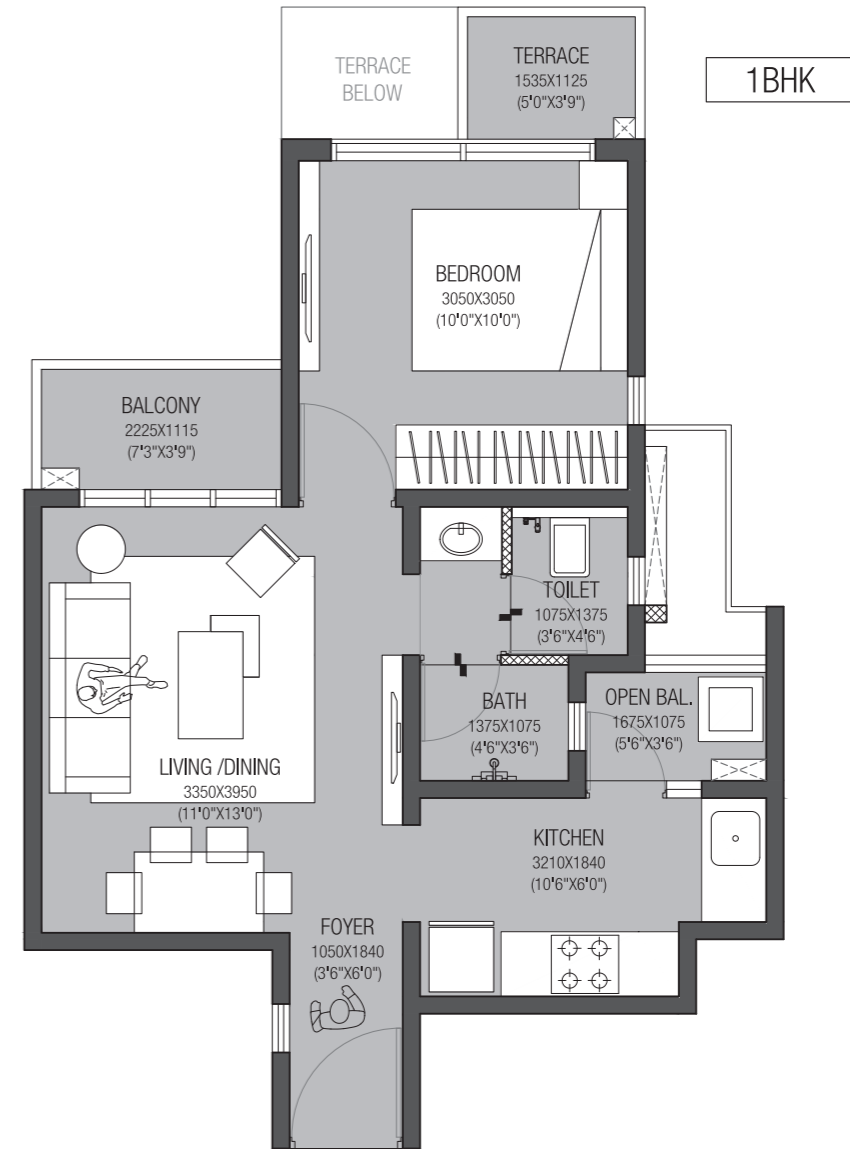 TERRACE
BELOW
TERRACE
1535X1125
(5'0"X3'9")
1BHK
BEDROOM
3050X3050
(10'0"X10'0")
BALCONY
2225X1115
(7'3"X3'9")
TOILET
1075X1375
(3'6"X4'6")
BATH
1375X1075
(4'6"X3'6")
OPEN BAL.
1675X1075
(5'6"X3'6")
LIVING /DINING
3350X3950
(11'0"X13'0")
KITCHEN
3210X1840
(10'6"X6'0")
FOYER
1050X1840
(3'6"X6'0")